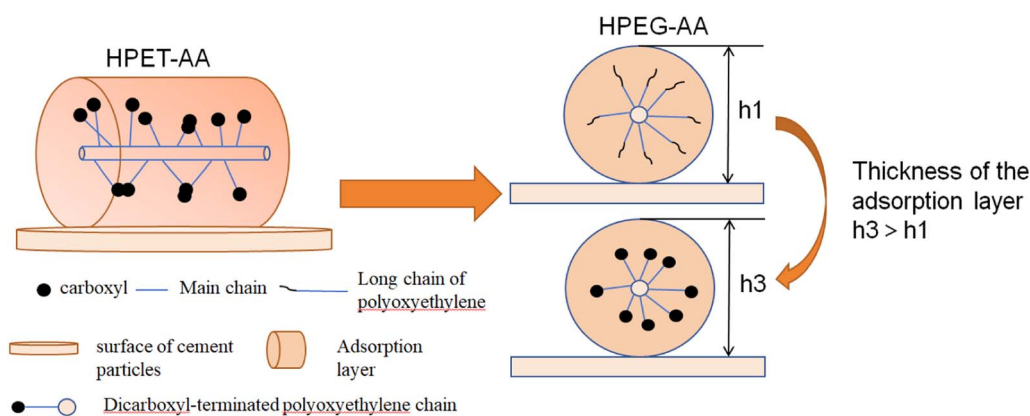 HPET-AA
HPEG-AA
h1
Thickness of the
adsorption layer
h3 > h1
h3
carboxyl
Main chain
Long chain of
polyoxyethylene
surface of cement
particles
Adsorption
layer
Dicarboxyl-terminated polyoxyethylene chain